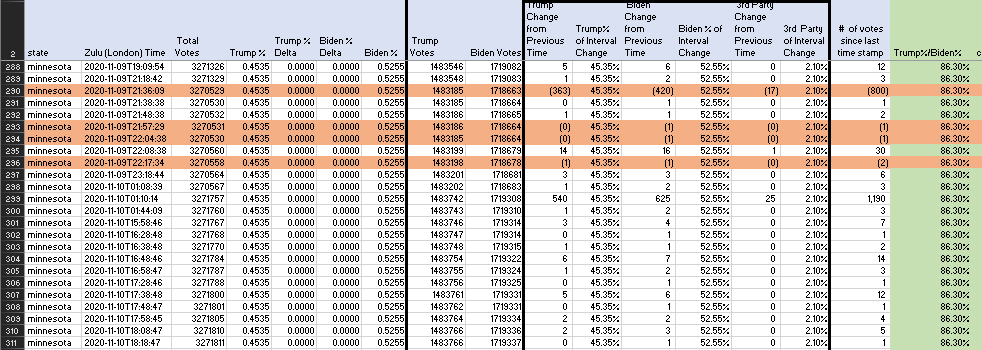 Trump Biden 3rd Party
Change Change Change
from Trump% from Biden % of from 3rd Party # of votes
Total Trump % Biden % Trump Previous of Interval Previous Interval Previous of Interval since last
2 state Zulu (London) Time Votes Trump % Delta Delta Biden % Votes Biden Votes Time Change Time Change Time Change time stamp Trump%/Biden% c
288 minnesota 2020-11-09T19:09:54 3271326 0.4535 0.0000 0.0000 0.5255 1483546 1719082 5 45.35% 6 52.55% 0 2.10% 12 86.30%
289 minnesota 2020-11-09T21:18:42 3271329 0.4535 0.0000 0.0000 0.5255 1483548 1719083 1 45.35% 2 52.55% 0 2.10% 3 86.30%
290 minnesota 2020-11-09T21:36:09 3270529 0.4535 0.0000 0.0000 0.5255 1483185 1718663 (363) 45.35% (420) 52.55% (17) 2.10% (800) 86.30%
291 minnesota 2020-11-09T21:38:38 3270530 0.4535 0.0000 0.0000 0.5255 1483185 1718664 0 45.35% 1 52.55% 0 2.10% 1 86.30%
292 minnesota 2020-11-09T21:48:38 3270532 0.4535 0.0000 0.0000 0.5255 1483186 1718665 1 45.35% 1 52.55% 0 2.10% 2 86.30%
293 minnesota 2020-11-09T21:57:29 3270531 0.4535 0.0000 0.0000 0.5255 1483186 1718664 (0) 45.35% (1) 52.55% (0) 2.10% (1) 86.30%
294 minnesota 2020-11-09T22:04:38 3270530 0.4535 0.0000 0.0000 0.5255 1483185 1718664 (0) 45.35% (1) 52.55% (0) 2.10% (1) 86.30%
295 minnesota 2020-11-09T22:08:38 3270560 0.4535 0.0000 0.0000 0.5255 1483199 1718679 14 45.35% 16 52.55% 1 2.10% 30 86.30%
296 minnesota 2020-11-09T22:17:34 3270558 0.4535 0.0000 0.0000 0.5255 1483198 1718678 (1) 45.35% (1) 52.55% (0) 2.10% (2) 86.30%
297 minnesota 2020-11-09T23:18:44 3270564 0.4535 0.0000 0.0000 0.5255 1483201 1718681 3 45.35% 3 52.55% 0 2.10% 6 86.30%
298 minnesota 2020-11-10T01:08:39 3270567 0.4535 0.0000 0.0000 0.5255 1483202 1718683 1 45.35% 2 52.55% 0 2.10% 3 86.30%
299 minnesota 2020-11-10T01:10:14 3271757 0.4535 0.0000 0.0000 0.5255 1483742 1719308 540 45.35% 625 52.55% 25 2.10% 1,190 86.30%
300 minnesota 2020-11-10T01:44:09 3271760 0.4535 0.0000 0.0000 0.5255 1483743 1719310 1 45.35% 2 52.55% 0 2.10% 3 86.30%
301 minnesota 2020-11-10T15:58:46 3271767 0.4535 0.0000 0.0000 0.5255 1483746 1719314 3 45.35% 4 52.55% 0 2.10% 7 86.30%
302 minnesota 2020-11-10T16:28:48 3271768 0.4535 0.0000 0.0000 0.5255 1483747 1719314 0 45.35% 1 52.55% 0 2.10% 1 86.30%
303 minnesota 2020-11-10T16:38:48 3271770 0.4535 0.0000 0.0000 0.5255 1483748 1719315 1 45.35% 1 52.55% 0 2.10% 2 86.30%
304 minnesota 2020-11-10T16:48:46 3271784 0.4535 0.0000 0.0000 0.5255 1483754 1719322 6 45.35% 7 52.55% 0 2.10% 14 86.30%
305 minnesota 2020-11-10T16:58:47 3271787 0.4535 0.0000 0.0000 0.5255 1483755 1719324 1 45.35% 2 52.55% 0 2.10% 3 86.30%
306 minnesota 2020-11-10T17:28:46 3271788 0.4535 0.0000 0.0000 0.5255 1483756 1719325 0 45.35% 1 52.55% 0 2.10% 1 86.30%
307 minnesota 2020-11-10T17:38:48 3271800 0.4535 0.0000 0.0000 0.5255 1483761 1719331 5 45.35% 6 52.55% 0 2.10% 12 86.30%
308 minnesota 2020-11-10T17:48:47 3271801 0.4535 0.0000 0.0000 0.5255 1483762 1719331 0 45.35% 1 52.55% 0 2.10% 1 86.30%
309 minnesota 2020-11-10T17:58:45 3271805 0.4535 0.0000 0.0000 0.5255 1483764 1719334 2 45.35% 2 52.55% 0 2.10% 4 86.30%
310 minnesota 2020-11-10T18:08:47 3271810 0.4535 0.0000 0.0000 0.5255 1483766 1719336 2 45.35% 3 52.55% 0 2.10% 5 86.30%
311 minnesota 2020-11-10T18:18:47 3271811 0.4535 0.0000 0.0000 0.5255 1483766 1719337 0 45.35% 1 52.55% 0 2.10% 1 86.30%